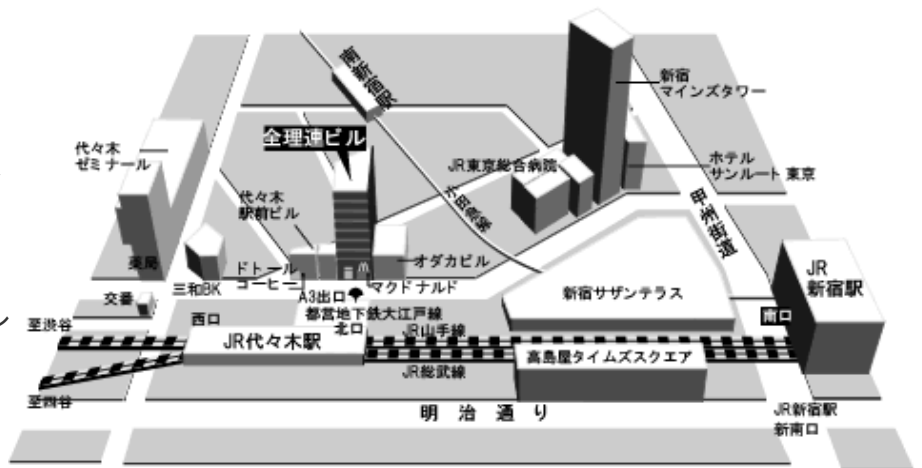 南新宿駅
新宿
マインズタワー
全理連ビル
代々木
ゼミナール
JR東京総合病院
ホテル
サンルート東京
小田急線
代々木
駅前ビル
甲州街道
薬局
三和BK
ドトール
コーヒー
オダカビル
マクドナルド
JR
新宿駅
交番
A3出口
都営地下鉄大江戸線
新宿サザンテラス
南口
至渋谷
西口
北口
JR山手線
JR代々木駅
高島屋タイムズスクエア
JR総武線
至四谷
明治通り
JR新宿駅
新南口